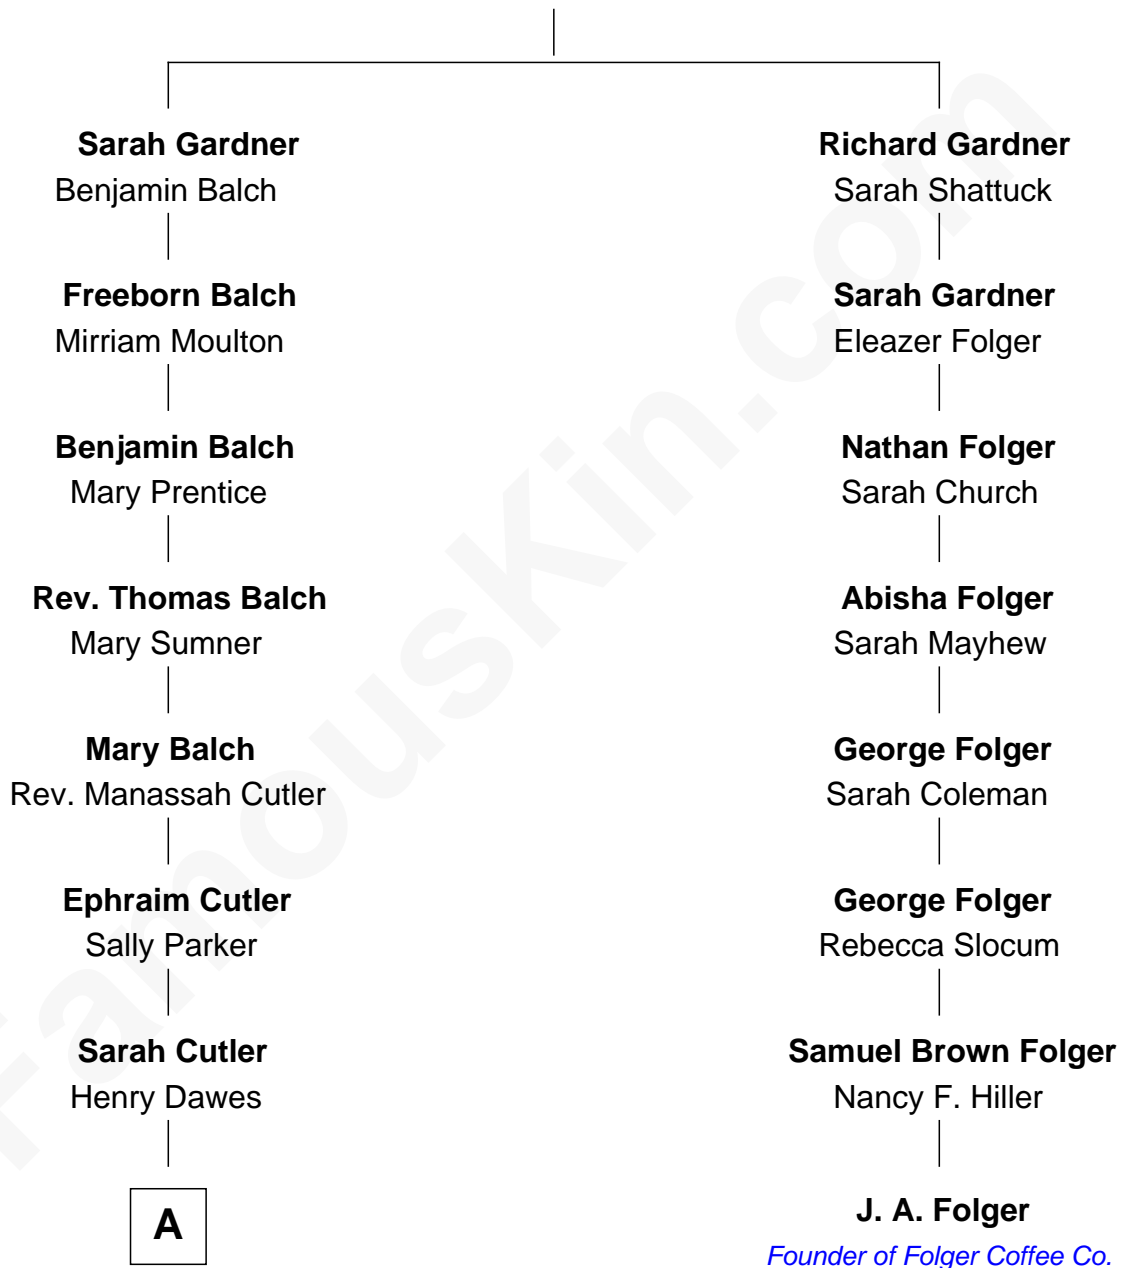 Sarah Gardner
Benjamin Balch
Freeborn Balch
Mirriam Moulton
Benjamin Balch
Mary Prentice
Rev. Thomas Balch
Mary Sumner
Mary Balch
Rev. Manassah Cutler
Ephraim Cutler
Sally Parker
Sarah Cutler
Henry Dawes
A
Richard Gardner
Sarah Shattuck
Sarah Gardner
Eleazer Folger
Nathan Folger
Sarah Church
Abisha Folger
Sarah Mayhew
George Folger
Sarah Coleman
George Folger
Rebecca Slocum
Samuel Brown Folger
Nancy F. Hiller
J. A. Folger
Founder of Folger Coffee Co.
FamousKin.com